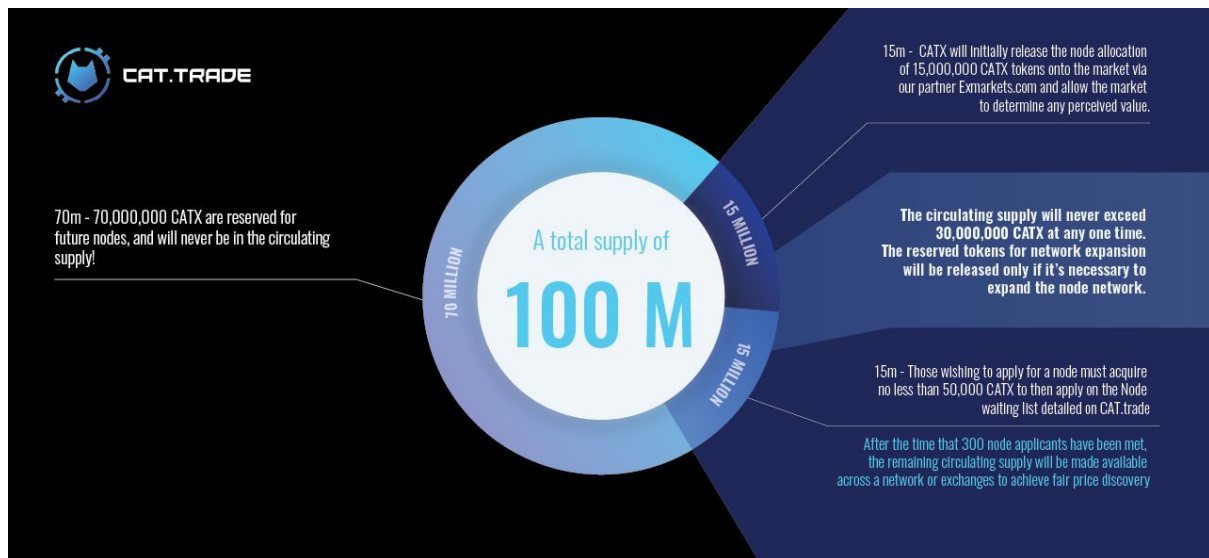 CAT.TRADE
70m - 70,000,000 CATX are reserved for
future nodes, and will never be in the circulating
supply!
70 MILLION
A total supply of
100 M
15 MILLION
15 MILLION
15m - CATX will initially release the node allocation
of 15,000,000 CATX tokens onto the market via
our partner Exmarkets.com and allow the market
to determine any perceived value.
The circulating supply will never exceed
30,000,000 CATX at any one time.
The reserved tokens for network expansion
will be released only if it's necessary to
expand the node network.
15m - Those wishing to apply for a node must acquire
no less than 50,000 CATX to then apply on the Node
waiting list detailed on CAT.trade
After the time that 300 node applicants have been met,
the remaining circulating supply will be made available
across a network or exchanges to achieve fair price discovery